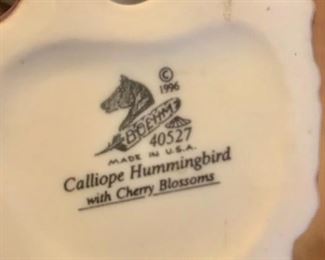 © 1996
BOEHM
40527
MADE IN U.S.A.
Calliope Hummingbird
with Cherry Blossoms